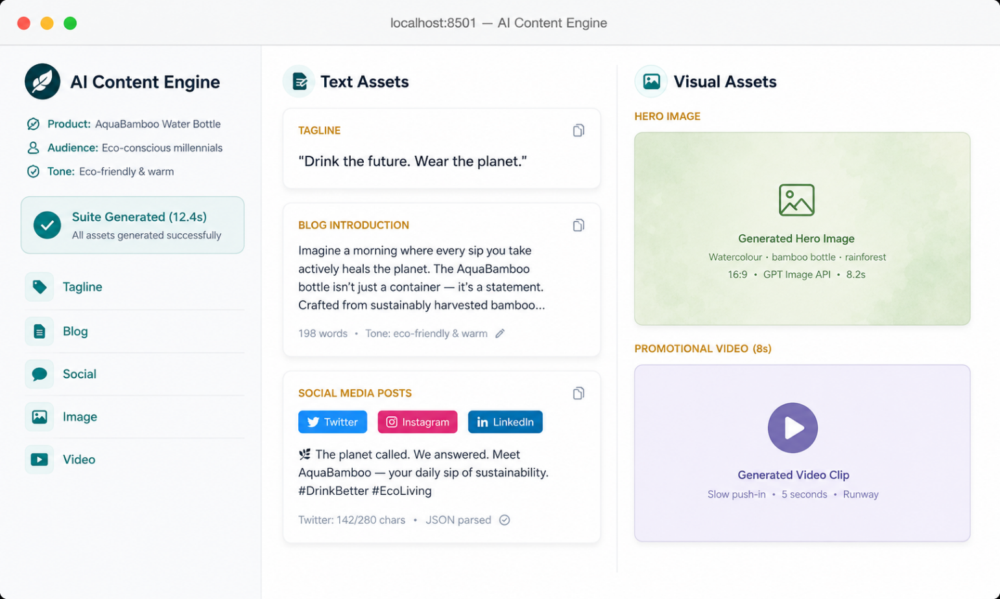 localhost:8501 — AI Content Engine
AI Content Engine
Product: AquaBamboo Water Bottle
Audience: Eco-conscious millennials
Tone: Eco-friendly & warm
Suite Generated (12.4s)
All assets generated successfully
Tagline
Blog
Social
Image
Video
Text Assets
TAGLINE
"Drink the future. Wear the planet."
BLOG INTRODUCTION
Imagine a morning where every sip you take
actively heals the planet. The AquaBamboo
bottle isn’t just a container — it’s a statement.
Crafted from sustainably harvested bamboo...
198 words • Tone: eco-friendly & warm
SOCIAL MEDIA POSTS
Twitter Instagram LinkedIn
🌿 The planet called. We answered. Meet
AquaBamboo — your daily sip of sustainability.
#DrinkBetter #EcoLiving
Twitter: 142/280 chars • JSON parsed
Visual Assets
HERO IMAGE
Generated Hero Image
Watercolour · bamboo bottle · rainforest
16:9 • GPT Image API • 8.2s
PROMOTIONAL VIDEO (8s)
Generated Video Clip
Slow push-in • 5 seconds • Runway